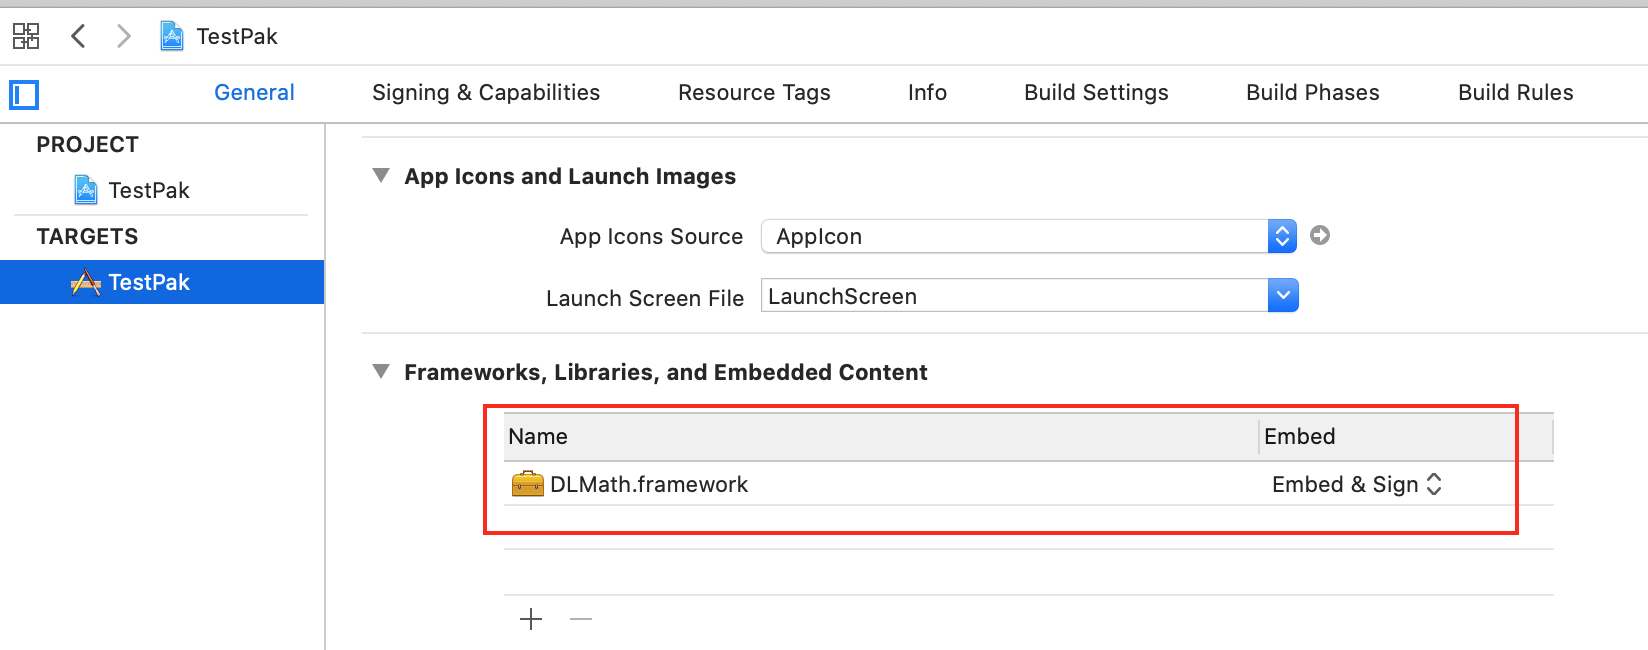 TestPak
General Signing & Capabilities Resource Tags Info Build Settings Build Phases Build Rules
PROJECT
TestPak
TARGETS
TestPak
App Icons and Launch Images
App Icons Source AppIcon
Launch Screen File LaunchScreen
Frameworks, Libraries, and Embedded Content
Name Embed
DLMath.framework Embed & Sign